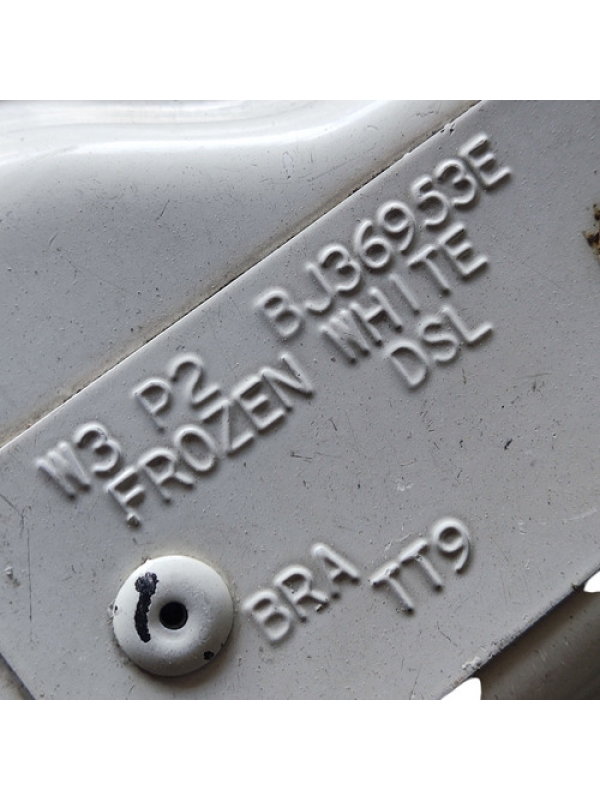 W3 P2 BJ36953E
FROZEN WHITE
DSL
BRA TT9